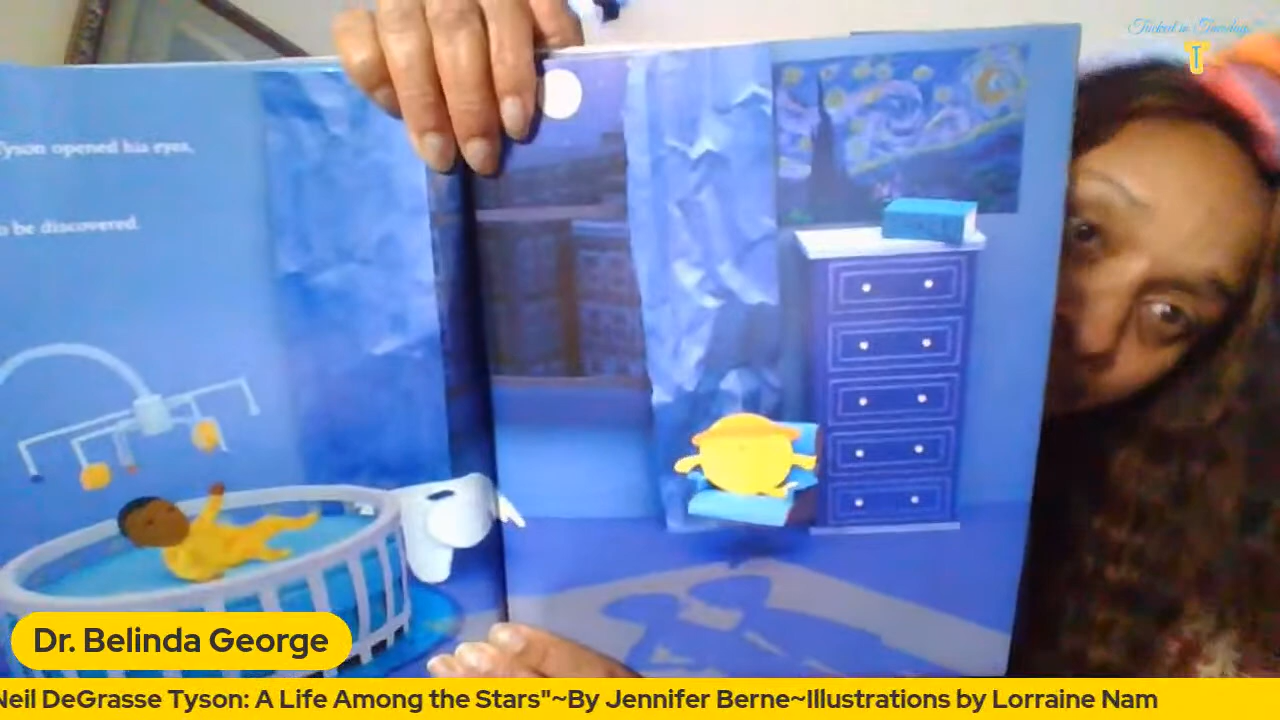 Tucked in Tuesdays
T
Tyson opened his eyes,
o be discovered.
Dr. Belinda George
Neil DeGrasse Tyson: A Life Among the Stars"~By Jennifer Berne~Illustrations by Lorraine Nam